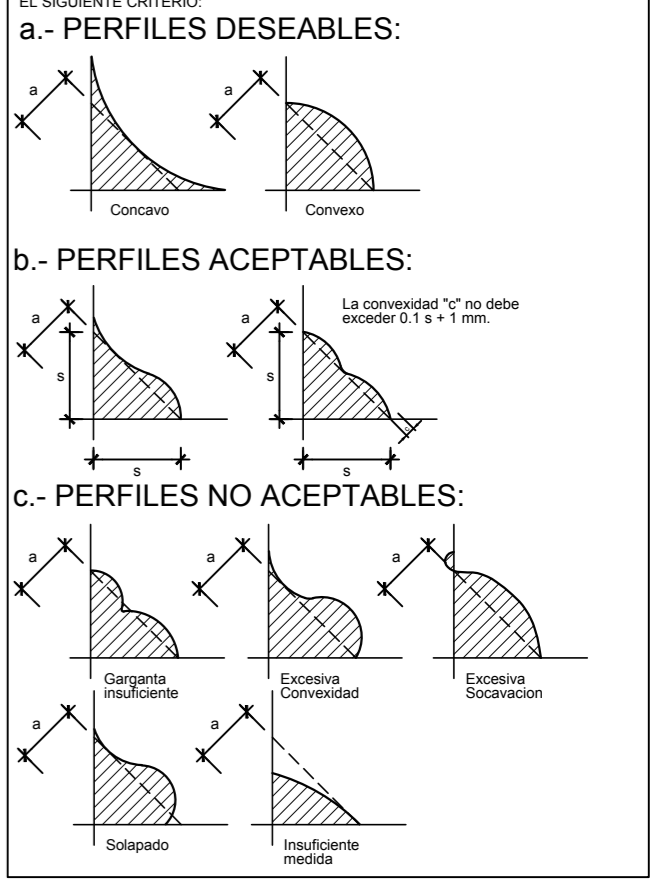 EL SIGUIENTE CRITERIO:
a.- PERFILES DESEABLES:
a
a
Concavo
Convexo
b.- PERFILES ACEPTABLES:
a
a
La convexidad "c" no debe
exceder 0.1 s + 1 mm.
s
s
c
s
s
c.- PERFILES NO ACEPTABLES:
a
a
a
Garganta
insuficiente
Excesiva
Convexidad
Excesiva
Socavacion
a
a
Solapado
Insuficiente
medida